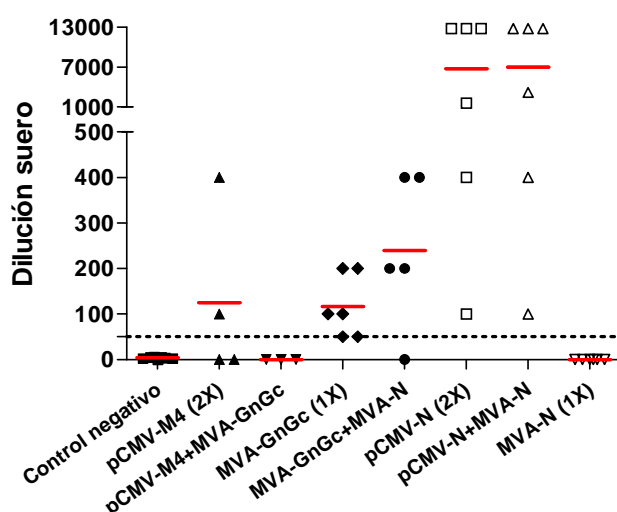 13000
7000
1000
500
400
300
200
100
0
Dilución suero
Control negativo
pCMV-M4 (2X)
pCMV-M4+MVA-GnGc
MVA-GnGc (1X)
MVA-GnGc+MVA-N
pCMV-N (2X)
pCMV-N+MVA-N
MVA-N (1X)